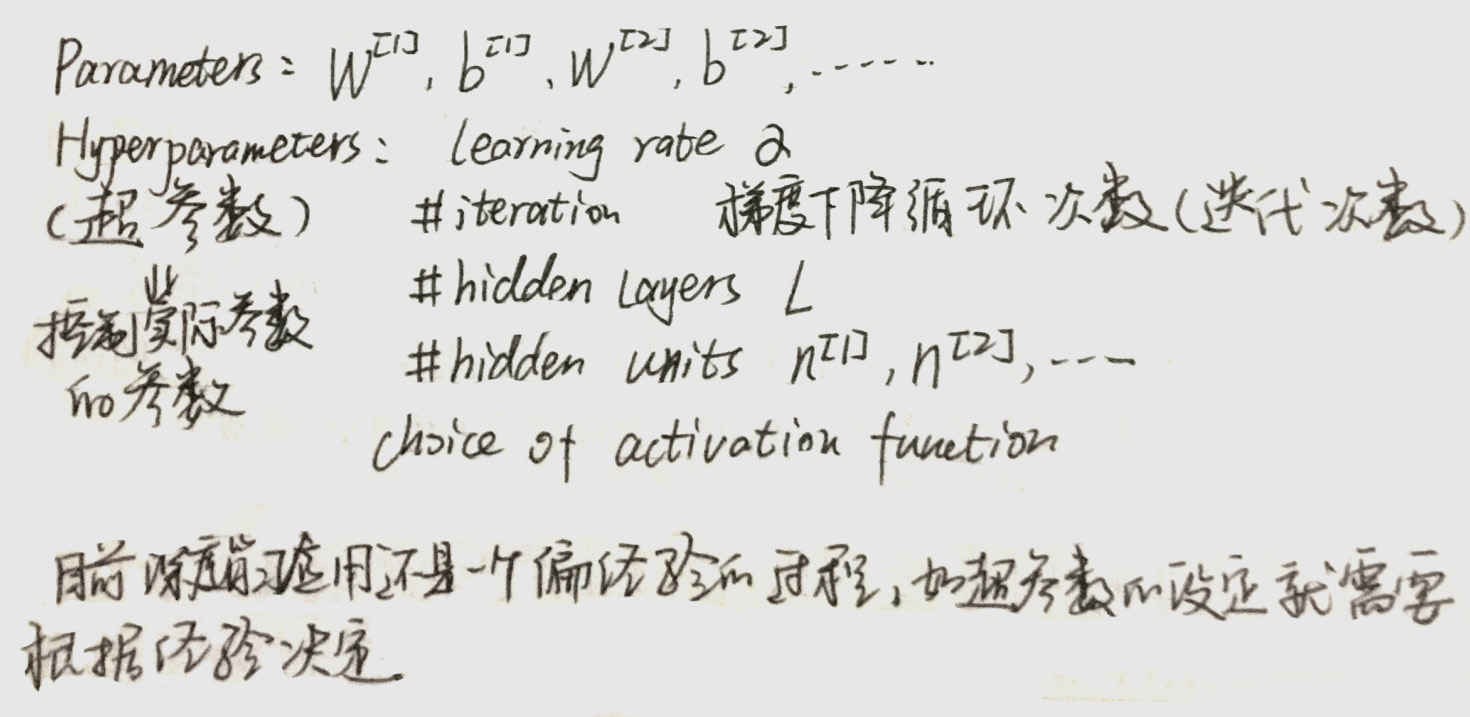 Parameters: W^[1], b^[1], W^[2], b^[2], ......
Hyperparameters: learning rate α
(超参数) #iteration 梯度下降循环次数(迭代次数)
⇓ #hidden layers L
控制实际参数
#hidden units n^[1], n^[2], ---
的参数
choice of activation function
目前深度学习应用还是一个偏经验的过程,如超参数的设定就需要
根据经验决定.